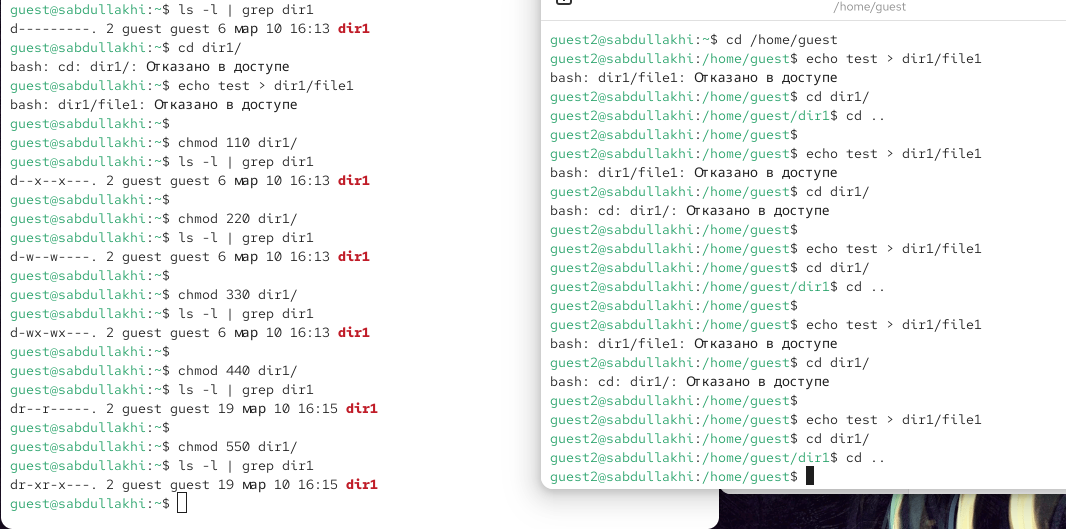 guest@sabdullakhi:~$ ls -l | grep dir1
d---------. 2 guest guest 6 мар 10 16:13 dir1
guest@sabdullakhi:~$ cd dir1/
bash: cd: dir1/: Отказано в доступе
guest@sabdullakhi:~$ echo test > dir1/file1
bash: dir1/file1: Отказано в доступе
guest@sabdullakhi:~$
guest@sabdullakhi:~$ chmod 110 dir1/
guest@sabdullakhi:~$ ls -l | grep dir1
d--x--x---. 2 guest guest 6 мар 10 16:13 dir1
guest@sabdullakhi:~$
guest@sabdullakhi:~$ chmod 220 dir1/
guest@sabdullakhi:~$ ls -l | grep dir1
d-w--w----. 2 guest guest 6 мар 10 16:13 dir1
guest@sabdullakhi:~$
guest@sabdullakhi:~$ chmod 330 dir1/
guest@sabdullakhi:~$ ls -l | grep dir1
d-wx-wx---. 2 guest guest 6 мар 10 16:13 dir1
guest@sabdullakhi:~$
guest@sabdullakhi:~$ chmod 440 dir1/
guest@sabdullakhi:~$ ls -l | grep dir1
dr--r-----. 2 guest guest 19 мар 10 16:15 dir1
guest@sabdullakhi:~$
guest@sabdullakhi:~$ chmod 550 dir1/
guest@sabdullakhi:~$ ls -l | grep dir1
dr-xr-x---. 2 guest guest 19 мар 10 16:15 dir1
guest@sabdullakhi:~$
/home/guest
guest2@sabdullakhi:~$ cd /home/guest
guest2@sabdullakhi:/home/guest$ echo test > dir1/file1
bash: dir1/file1: Отказано в доступе
guest2@sabdullakhi:/home/guest$ cd dir1/
guest2@sabdullakhi:/home/guest/dir1$ cd ..
guest2@sabdullakhi:/home/guest$
guest2@sabdullakhi:/home/guest$ echo test > dir1/file1
bash: dir1/file1: Отказано в доступе
guest2@sabdullakhi:/home/guest$ cd dir1/
bash: cd: dir1/: Отказано в доступе
guest2@sabdullakhi:/home/guest$
guest2@sabdullakhi:/home/guest$ echo test > dir1/file1
guest2@sabdullakhi:/home/guest$ cd dir1/
guest2@sabdullakhi:/home/guest/dir1$ cd ..
guest2@sabdullakhi:/home/guest$
guest2@sabdullakhi:/home/guest$ echo test > dir1/file1
bash: dir1/file1: Отказано в доступе
guest2@sabdullakhi:/home/guest$ cd dir1/
bash: cd: dir1/: Отказано в доступе
guest2@sabdullakhi:/home/guest$
guest2@sabdullakhi:/home/guest$ echo test > dir1/file1
guest2@sabdullakhi:/home/guest$ cd dir1/
guest2@sabdullakhi:/home/guest/dir1$ cd ..
guest2@sabdullakhi:/home/guest$